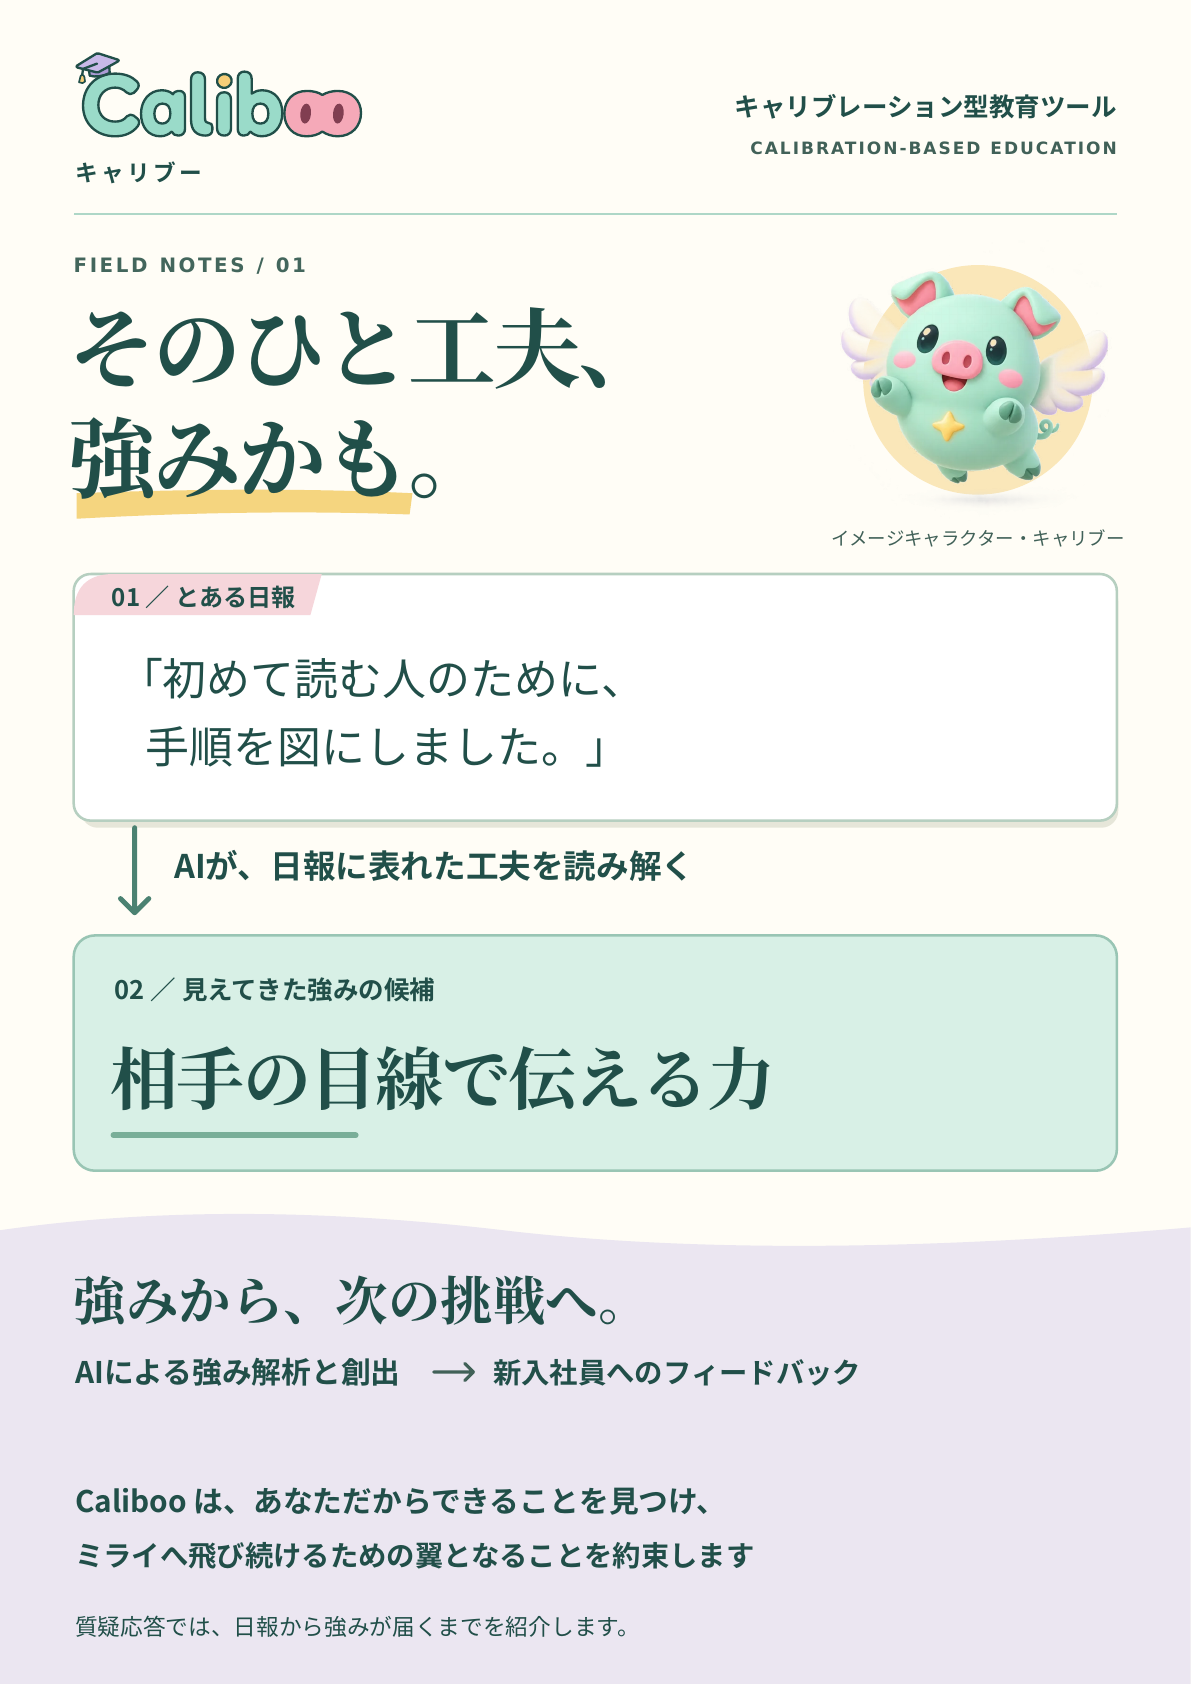 Caliboo
キャリブー
キャリブレーション型教育ツール
CALIBRATION-BASED EDUCATION
FIELD NOTES / 01
そのひと工夫、
強みかも。
イメージキャラクター・キャリブー
01 ／ とある日報
「初めて読む人のために、
手順を図にしました。」
AIが、日報に表れた工夫を読み解く
02 ／ 見えてきた強みの候補
相手の目線で伝える力
強みから、次の挑戦へ。
AIによる強み解析と創出 → 新入社員へのフィードバック
Caliboo は、あなただからできることを見つけ、
ミライへ飛び続けるための翼となることを約束します
質疑応答では、日報から強みが届くまでを紹介します。